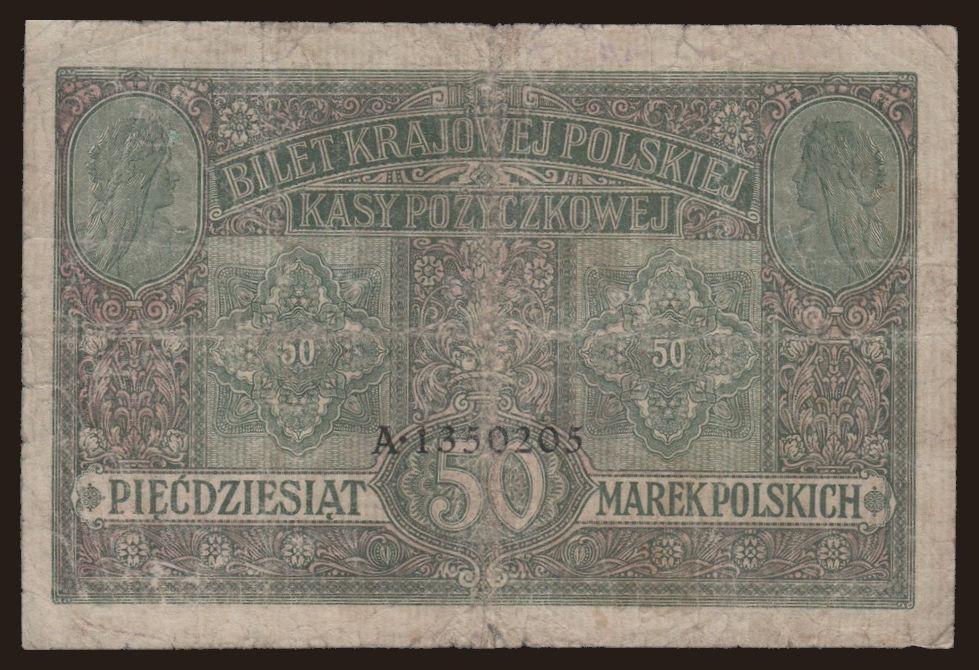 BILET KRAJOWEJ POLSKIEJ
KASY POŻYCZKOWEJ
50 50
A·1350205
PIĘĆDZIESIĄT 50 MAREK POLSKICH